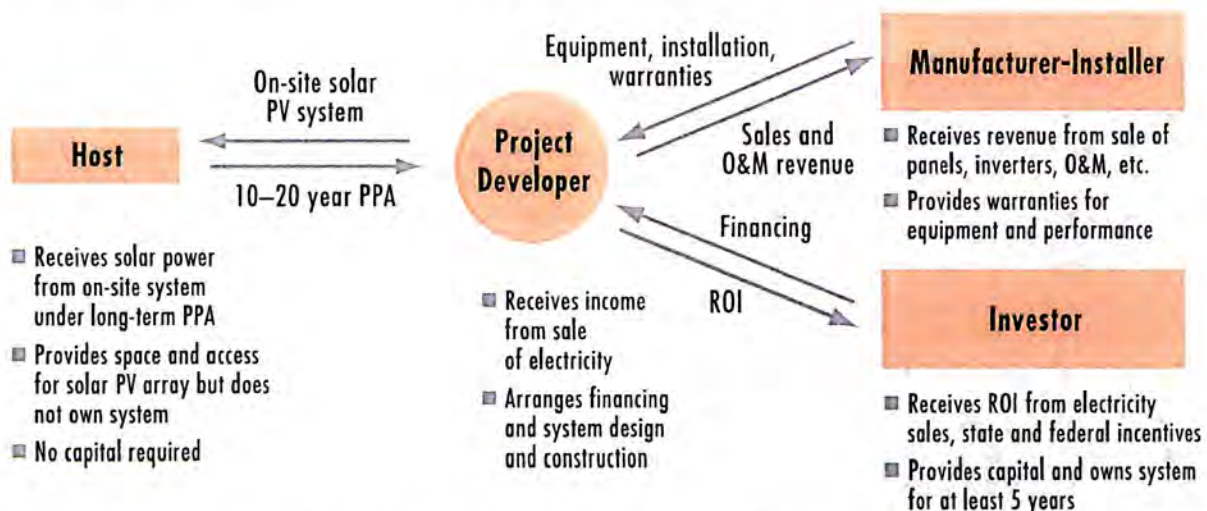 On-site solar
PV system
Host
10–20 year PPA
Receives solar power
from on-site system
under long-term PPA
Provides space and access
for solar PV array but does
not own system
No capital required
Project
Developer
Receives income
from sale
of electricity
Arranges financing
and system design
and construction
Equipment, installation,
warranties
Sales and
O&M revenue
Financing
ROI
Manufacturer-Installer
Receives revenue from sale of
panels, inverters, O&M, etc.
Provides warranties for
equipment and performance
Investor
Receives ROI from electricity
sales, state and federal incentives
Provides capital and owns system
for at least 5 years